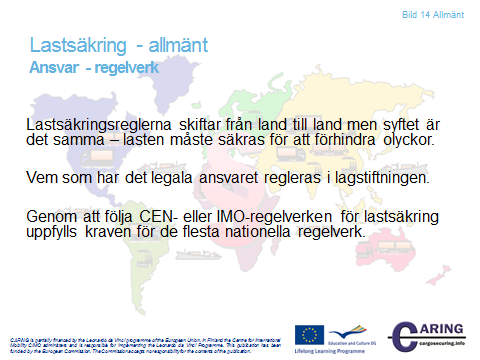 Bild 14 Allmänt
Lastsäkring - allmänt
Ansvar - regelverk
Lastsäkringsreglerna skiftar från land till land men syftet är
det samma – lasten måste säkras för att förhindra olyckor.
Vem som har det legala ansvaret regleras i lagstiftningen.
Genom att följa CEN- eller IMO-regelverken för lastsäkring
uppfylls kraven för de flesta nationella regelverk.
CARING is partially financed by the Leonardo da Vinci programme of the European Union. In Finland the Centre for International
Mobility CIMO administers and is responsible for implementing the Leonardo da Vinci Programme. This publication has been
funded by the European Commission. The Commission accepts no responsibility for the contents of the publication.
Education and Culture DG
Lifelong Learning Programme
CARING
cargosecuring.info